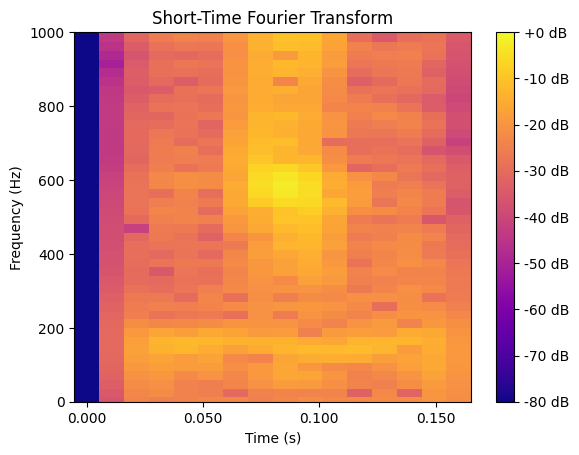 Short-Time Fourier Transform
Frequency (Hz)
1000
800
600
400
200
0
0.000
0.050
0.100
0.150
Time (s)
+0 dB
-10 dB
-20 dB
-30 dB
-40 dB
-50 dB
-60 dB
-70 dB
-80 dB